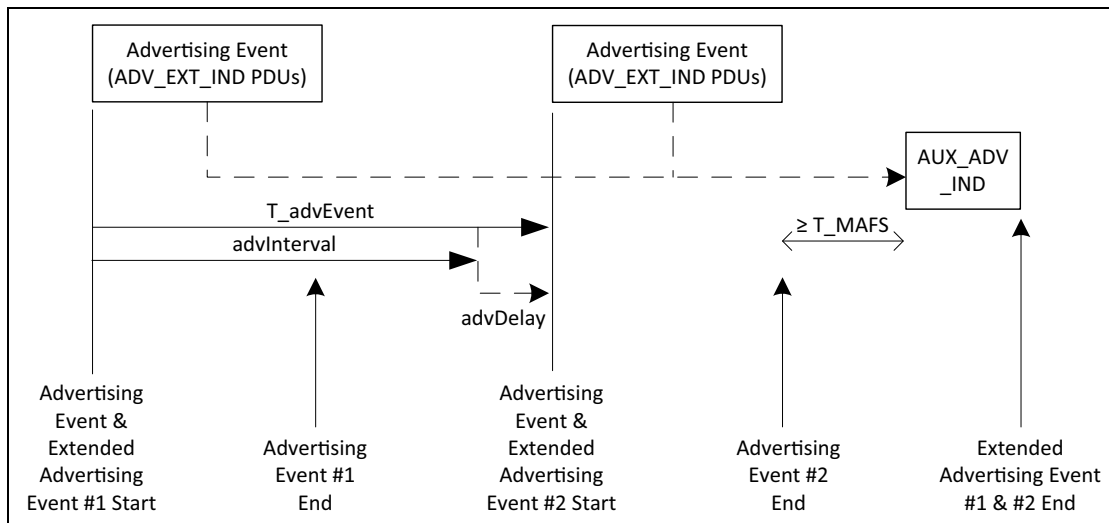 Advertising Event
(ADV_EXT_IND PDUs)
Advertising Event
(ADV_EXT_IND PDUs)
AUX_ADV
_IND
T_advEvent
≥ T_MAFS
advInterval
advDelay
Advertising
Event &
Extended
Advertising
Event #1 Start
Advertising
Event #1
End
Advertising
Event &
Extended
Advertising
Event #2 Start
Advertising
Event #2
End
Extended
Advertising Event
#1 & #2 End